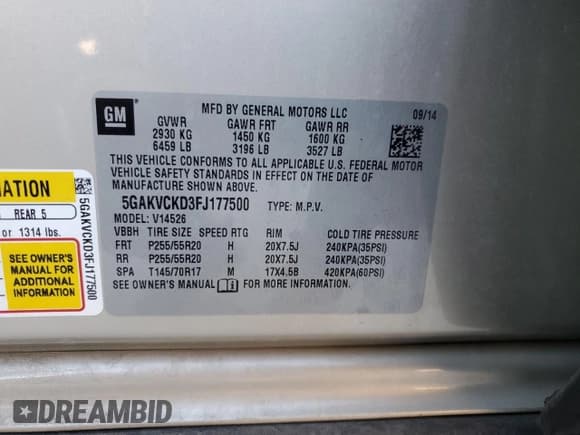 GM
MFD BY GENERAL MOTORS LLC 09/14
GVWR GAWR FRT GAWR RR
2930 KG 1450 KG 1600 KG
6459 LB 3196 LB 3527 LB
THIS VEHICLE CONFORMS TO ALL APPLICABLE U.S. FEDERAL MOTOR
VEHICLE SAFETY STANDARDS IN EFFECT ON THE DATE OF
MANUFACTURE SHOWN ABOVE.
5GAKVCKD3FJ177500 TYPE: M.P.V.
MODEL: V14526
VBBH TIRE SIZE SPEED RTG RIM COLD TIRE PRESSURE
FRT P255/55R20 H 20X7.5J 240KPA(35PSI)
RR P255/55R20 H 20X7.5J 240KPA(35PSI)
SPA T145/70R17 M 17X4.5B 420KPA(60PSI)
SEE OWNER'S MANUAL FOR MORE INFORMATION.
MATION
REAR 5
or 1314 lbs.
SEE OWNER'S
MANUAL FOR
ADDITIONAL
INFORMATION
5GAKVCKD3FJ177500
DREAMBID